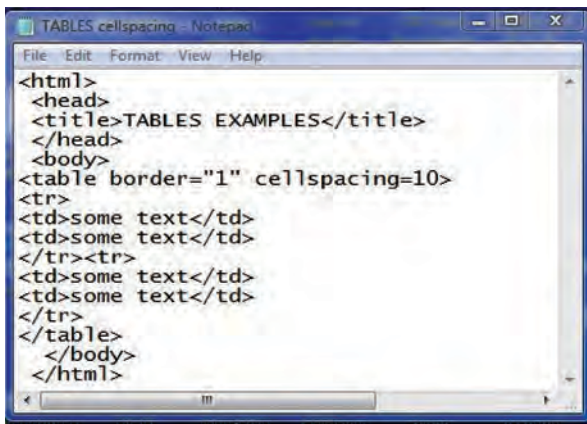 TABLES cellspacing - Notepad
File Edit Format View Help
<html>
<head>
<title>TABLES EXAMPLES</title>
</head>
<body>
<table border="1" cellspacing=10>
<tr>
<td>some text</td>
<td>some text</td>
</tr><tr>
<td>some text</td>
<td>some text</td>
</tr>
</table>
</body>
</html>